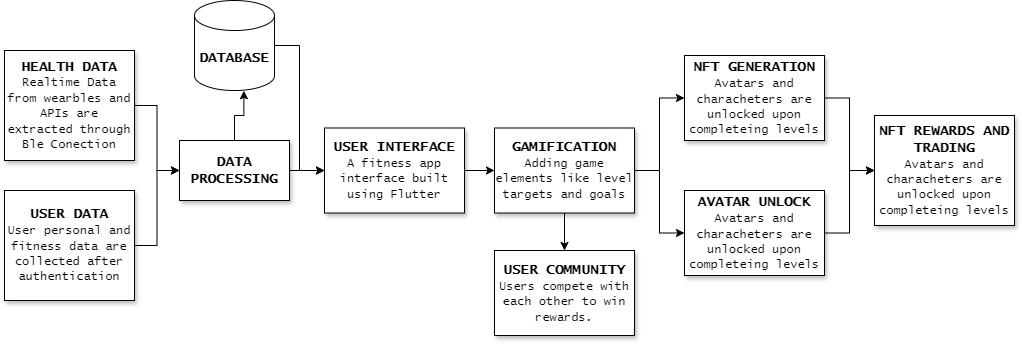 HEALTH DATA
Realtime Data
from wearbles and
APIs are
extracted through
Ble Conection
USER DATA
User personal and
fitness data are
collected after
authentication
DATABASE
DATA
PROCESSING
USER INTERFACE
A fitness app
interface built
using Flutter
GAMIFICATION
Adding game
elements like level
targets and goals
USER COMMUNITY
Users compete with
each other to win
rewards.
NFT GENERATION
Avatars and
characheters are
unlocked upon
completeing levels
AVATAR UNLOCK
Avatars and
characheters are
unlocked upon
completeing levels
NFT REWARDS AND
TRADING
Avatars and
characheters are
unlocked upon
completeing levels